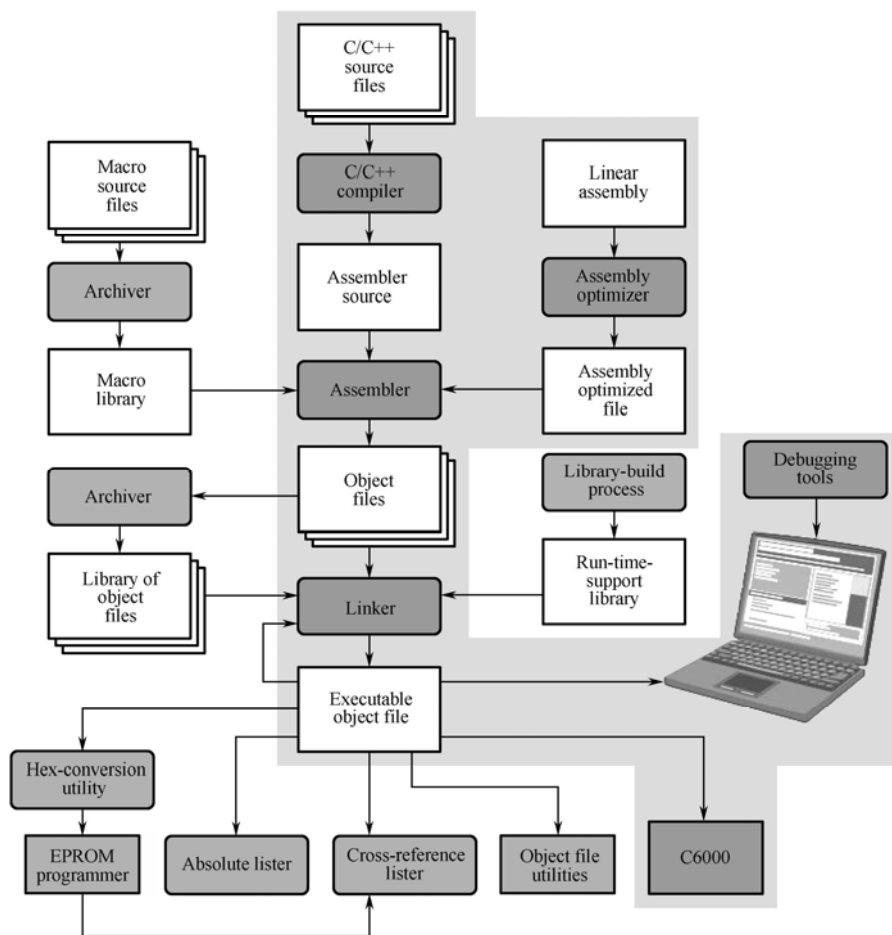 C/C++
source
files
Macro
source
files
C/C++
compiler
Linear
assembly
Archiver
Assembler
source
Assembly
optimizer
Macro
library
Assembler
Assembly
optimized
file
Archiver
Object
files
Library-build
process
Debugging
tools
Library of
object
files
Linker
Run-time-
support
library
Executable
object file
Hex-conversion
utility
EPROM
programmer
Absolute lister
Cross-reference
lister
Object file
utilities
C6000